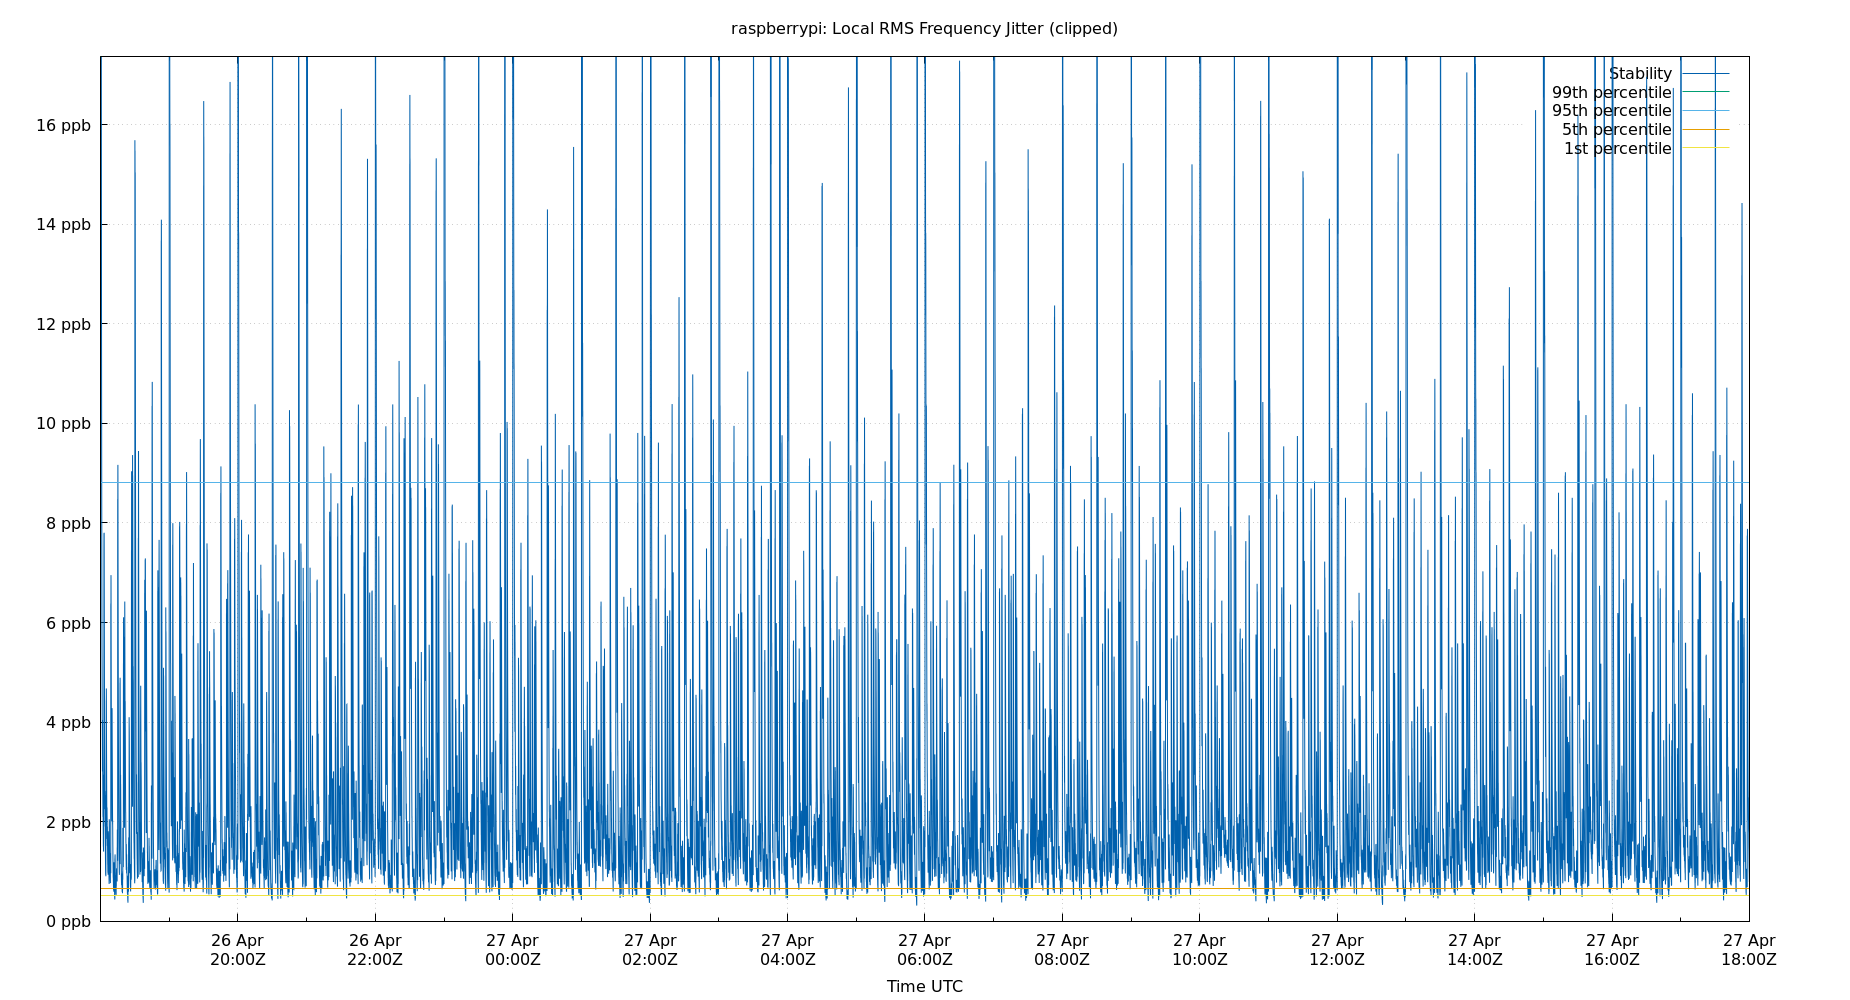 raspberrypi: Local RMS Frequency Jitter (clipped)
Stability
99th percentile
95th percentile
5th percentile
1st percentile
16 ppb
14 ppb
12 ppb
10 ppb
8 ppb
6 ppb
4 ppb
2 ppb
0 ppb
26 Apr 26 Apr 27 Apr 27 Apr 27 Apr 27 Apr 27 Apr 27 Apr 27 Apr 27 Apr 27 Apr 27 Apr
20:00Z 22:00Z 00:00Z 02:00Z 04:00Z 06:00Z 08:00Z 10:00Z 12:00Z 14:00Z 16:00Z 18:00Z
Time UTC